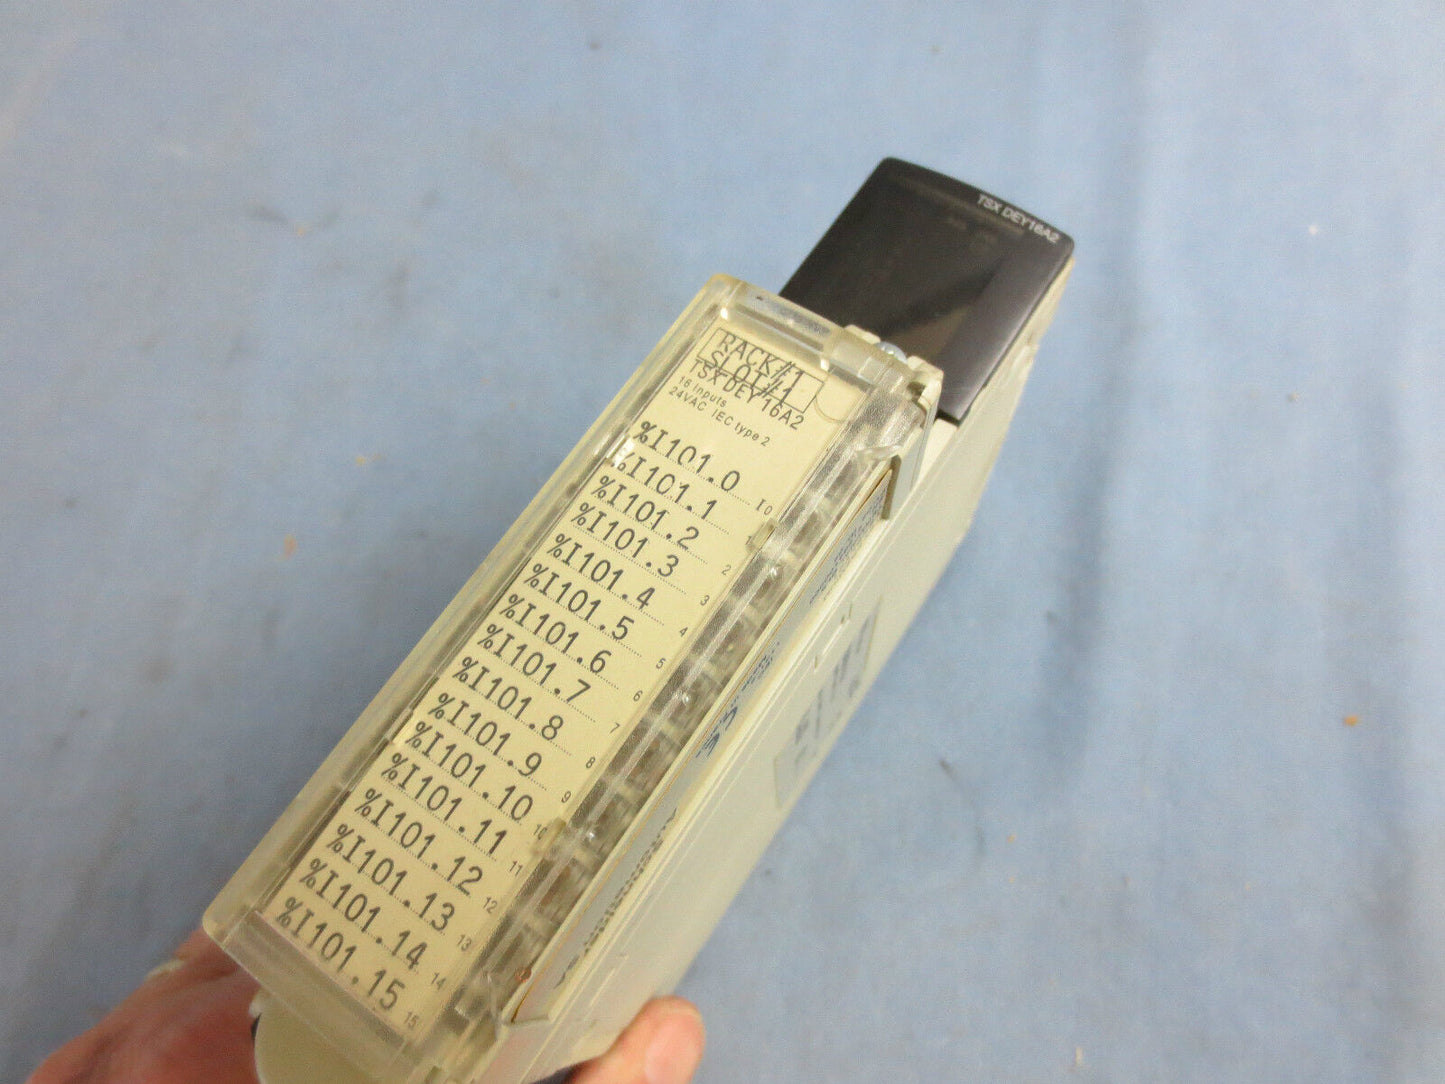 TSX DEY16A2
RACK#1
SLOT#1
TSX DEY 16A2
16 inputs
24VAC IEC type 2
%I101.0 I0
%I101.1 1
%I101.2 2
%I101.3 3
%I101.4 4
%I101.5 5
%I101.6 6
%I101.7 7
%I101.8 8
%I101.9 9
%I101.10 10
%I101.11 11
%I101.12 12
%I101.13 13
%I101.14 14
%I101.15 15